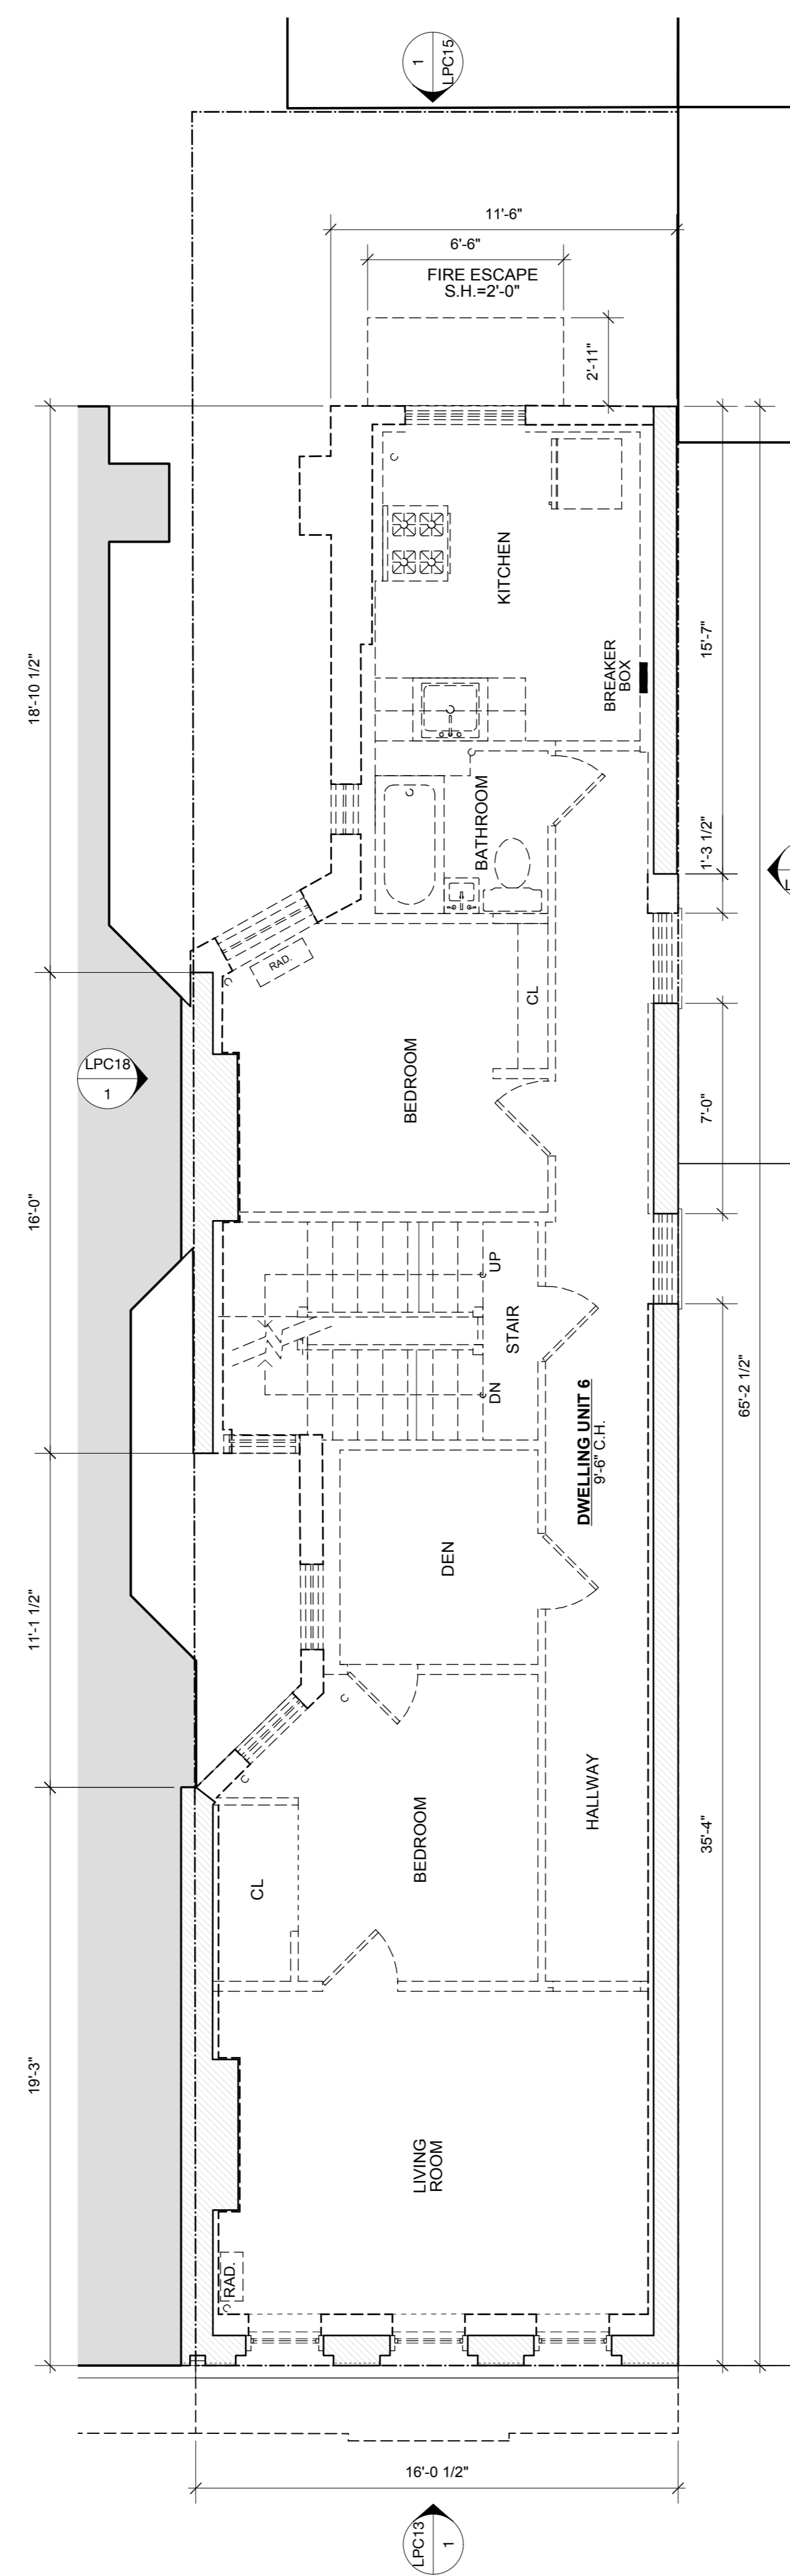 1
LPC15
11'-6"
6'-6"
FIRE ESCAPE
S.H.=2'-0"
2'-11"
18'-10 1/2"
KITCHEN
15'-7"
BREAKER
BOX
BATHROOM
1'-3 1/2"
L
RAD.
CL
BEDROOM
LPC18
1
7'-0"
16'-0"
UP
STAIR
DN
65'-2 1/2"
DWELLING UNIT 6
9'-6" C.H.
DEN
11'-1 1/2"
HALLWAY
BEDROOM
CL
35'-4"
19'-3"
LIVING
ROOM
RAD.
16'-0 1/2"
LPC13
1